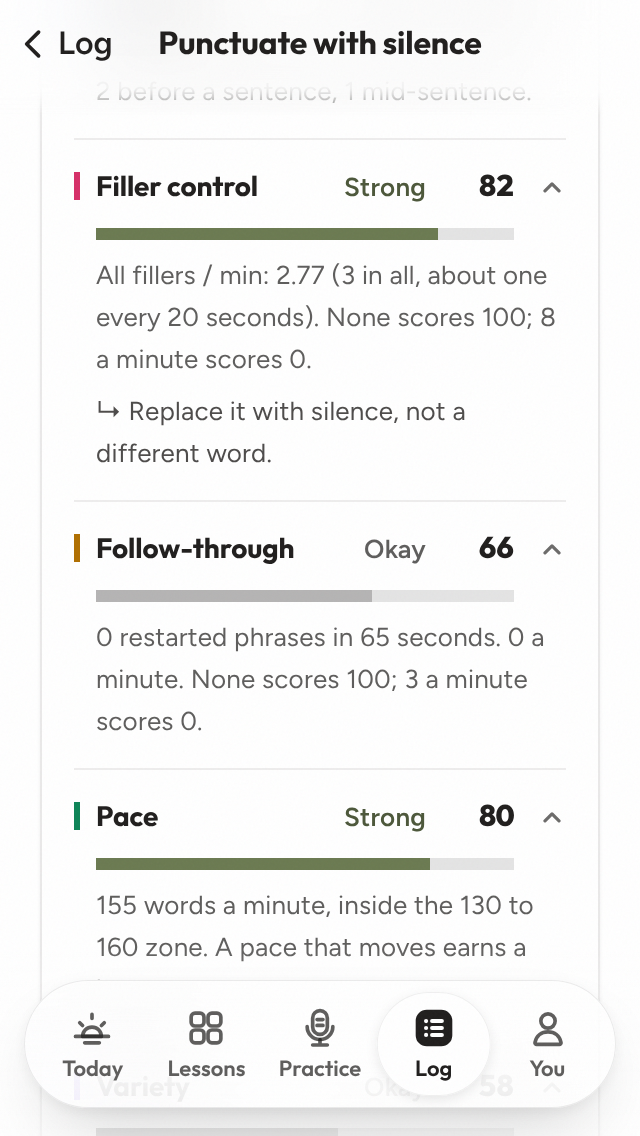 Log Punctuate with silence
2 before a sentence, 1 mid-sentence.
Filler control Strong 82
All fillers / min: 2.77 (3 in all, about one
every 20 seconds). None scores 100; 8
a minute scores 0.
↳ Replace it with silence, not a
different word.
Follow-through Okay 66
0 restarted phrases in 65 seconds. 0 a
minute. None scores 100; 3 a minute
scores 0.
Pace Strong 80
155 words a minute, inside the 130 to
160 zone. A pace that moves earns a
Variety Okay 58
Today Lessons Practice Log You